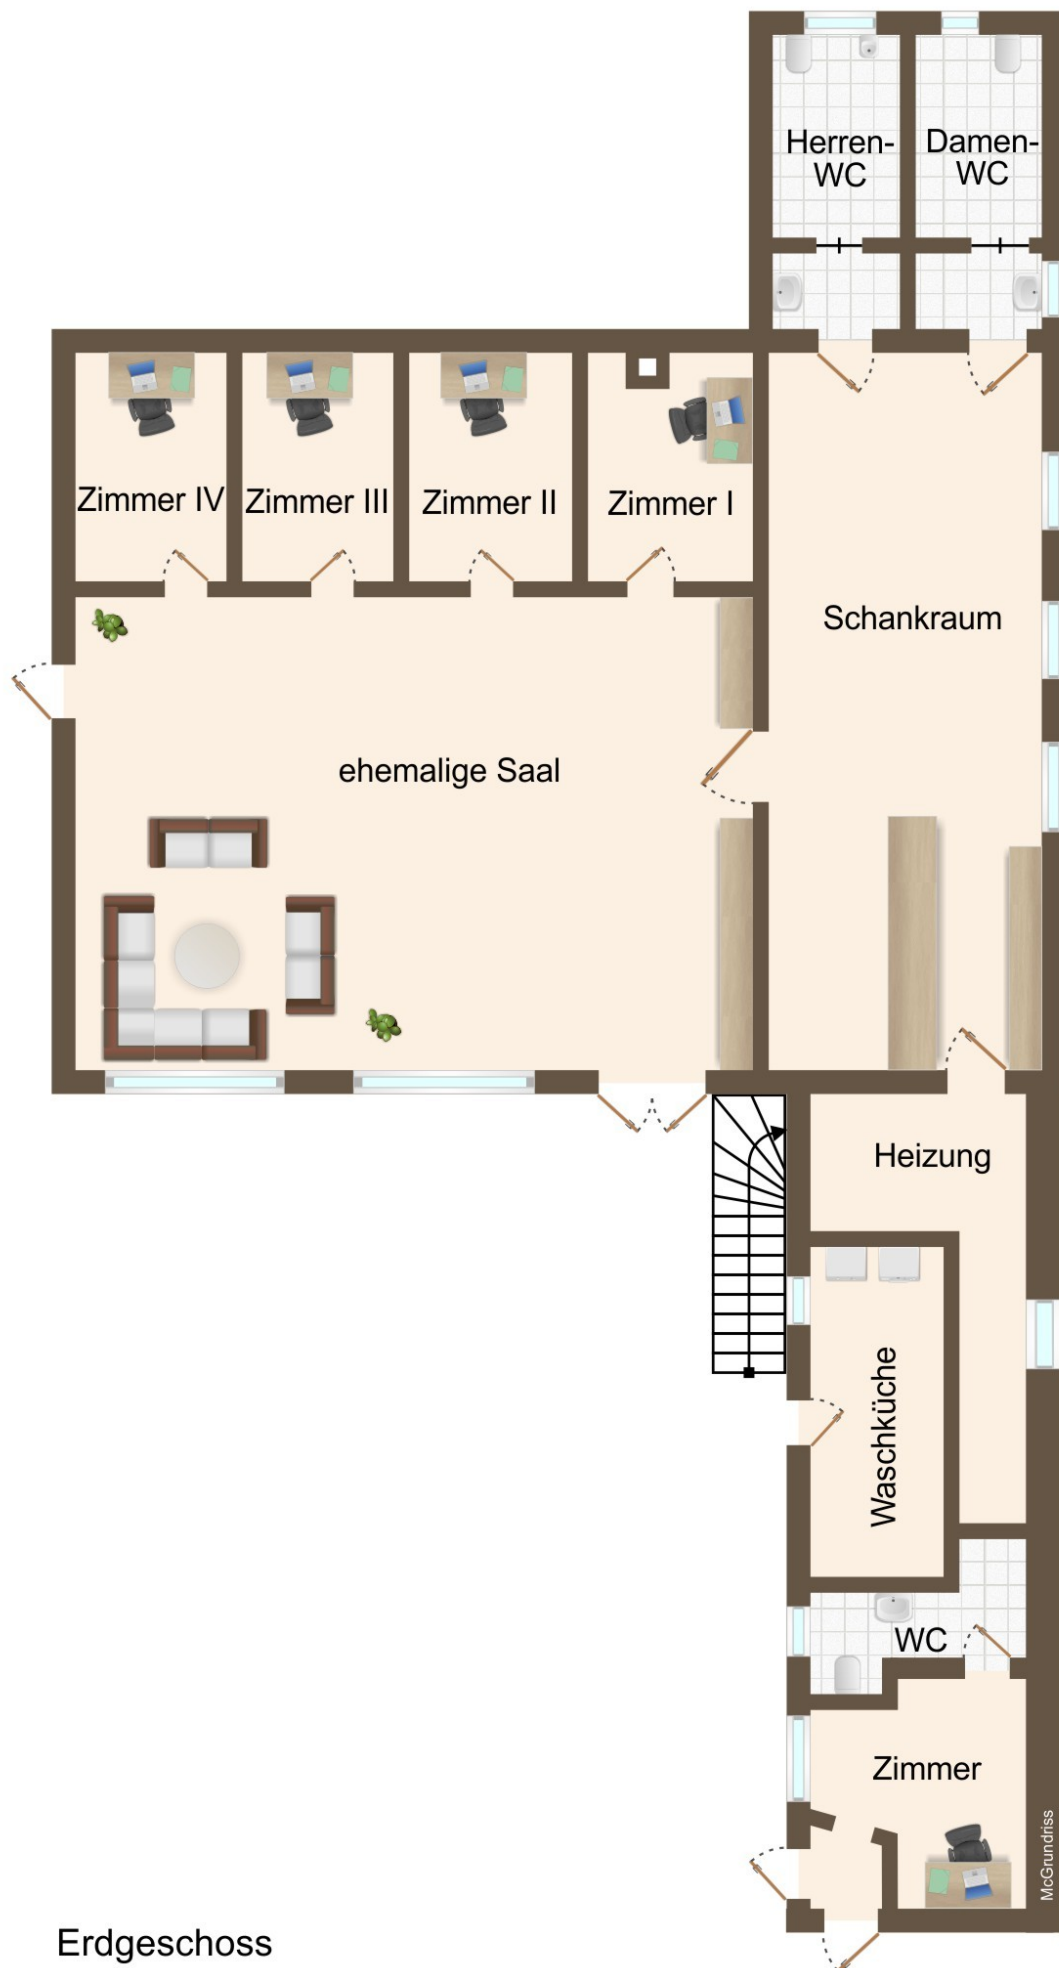 Herren-
WC
Damen-
WC
Zimmer IV
Zimmer III
Zimmer II
Zimmer I
Schankraum
ehemalige Saal
Heizung
Waschküche
WC
Zimmer
McGrundriss
Erdgeschoss